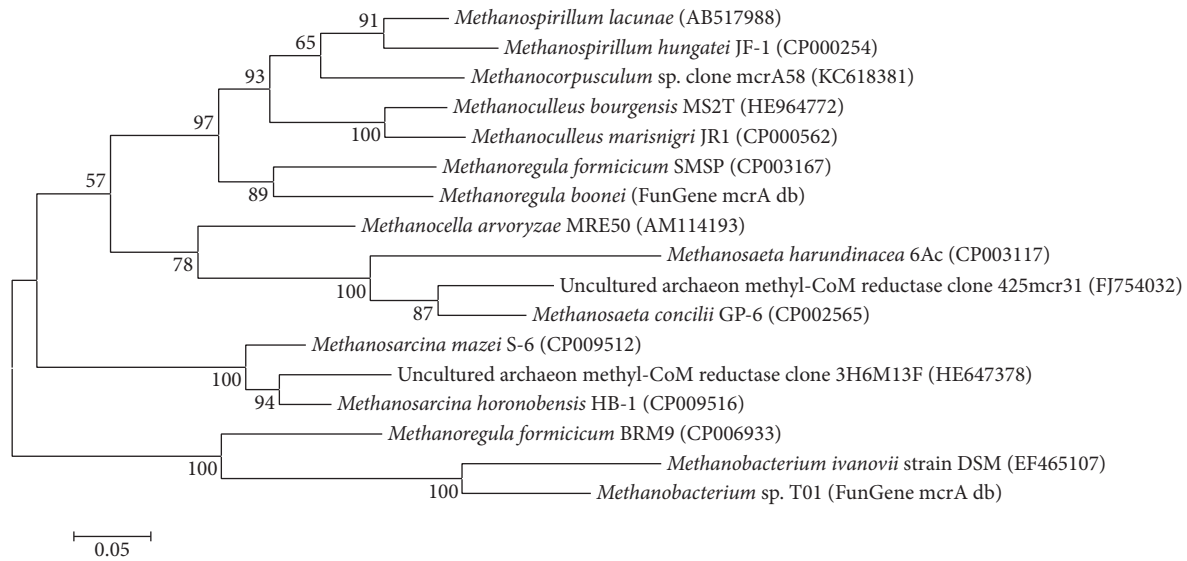 91
Methanospirillum lacunae (AB517988)
65
Methanospirillum hungatei JF-1 (CP000254)
93
Methanocorpusculum sp. clone mcrA58 (KC618381)
Methanoculleus bourgensis MS2T (HE964772)
97
100
Methanoculleus marisnigri JR1 (CP000562)
Methanoregula formicicum SMSP (CP003167)
57
89
Methanoregula boonei (FunGene mcrA db)
Methanocella arvoryzae MRE50 (AM114193)
78
Methanosaeta harundinacea 6Ac (CP003117)
100
Uncultured archaeon methyl-CoM reductase clone 425mcr31 (FJ754032)
87
Methanosaeta concilii GP-6 (CP002565)
Methanosarcina mazei S-6 (CP009512)
100
Uncultured archaeon methyl-CoM reductase clone 3H6M13F (HE647378)
94
Methanosarcina horonobensis HB-1 (CP009516)
Methanoregula formicicum BRM9 (CP006933)
100
Methanobacterium ivanovii strain DSM (EF465107)
100
Methanobacterium sp. T01 (FunGene mcrA db)
0.05